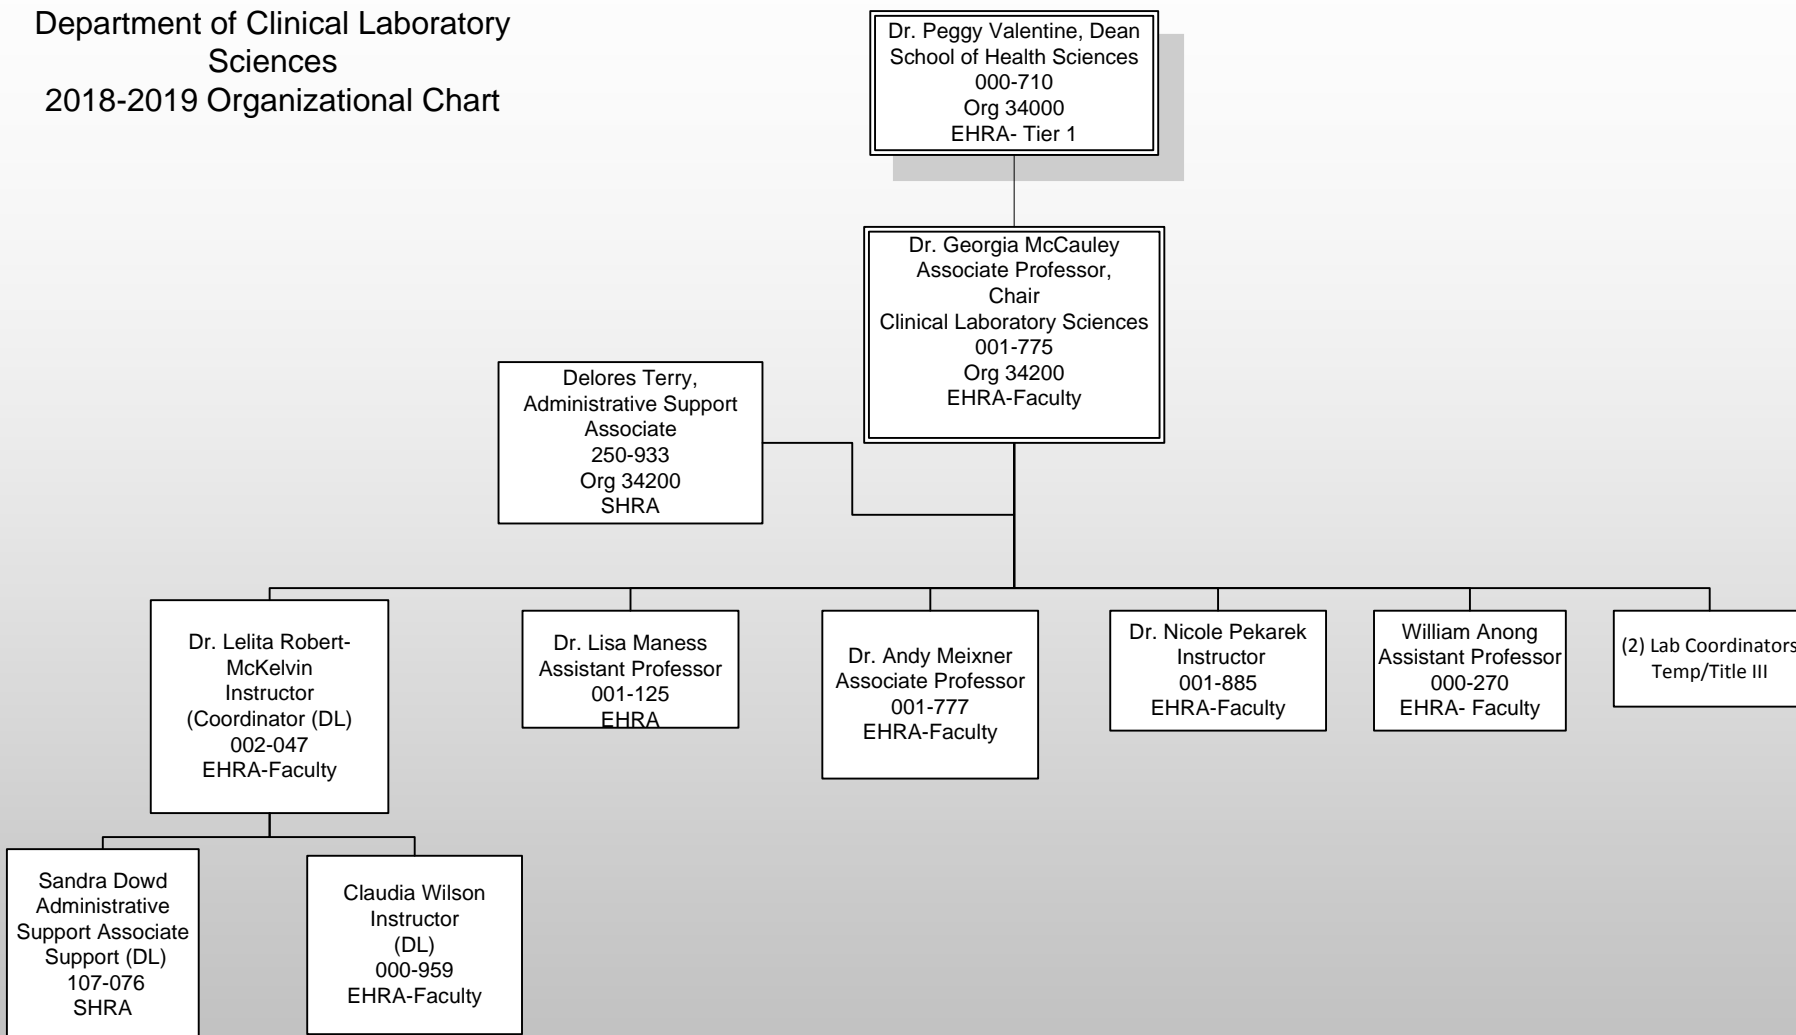 Department of Clinical Laboratory
Sciences
2018-2019 Organizational Chart
Dr. Peggy Valentine, Dean
School of Health Sciences
000-710
Org 34000
EHRA- Tier 1
Dr. Georgia McCauley
Associate Professor,
Chair
Clinical Laboratory Sciences
001-775
Org 34200
EHRA-Faculty
Delores Terry,
Administrative Support
Associate
250-933
Org 34200
SHRA
Dr. Lelita Robert-
McKelvin
Instructor
(Coordinator (DL)
002-047
EHRA-Faculty
Dr. Lisa Maness
Assistant Professor
001-125
EHRA
Dr. Andy Meixner
Associate Professor
001-777
EHRA-Faculty
Dr. Nicole Pekarek
Instructor
001-885
EHRA-Faculty
William Anong
Assistant Professor
000-270
EHRA- Faculty
(2) Lab Coordinators
Temp/Title III
Sandra Dowd
Administrative
Support Associate
Support (DL)
107-076
SHRA
Claudia Wilson
Instructor
(DL)
000-959
EHRA-Faculty